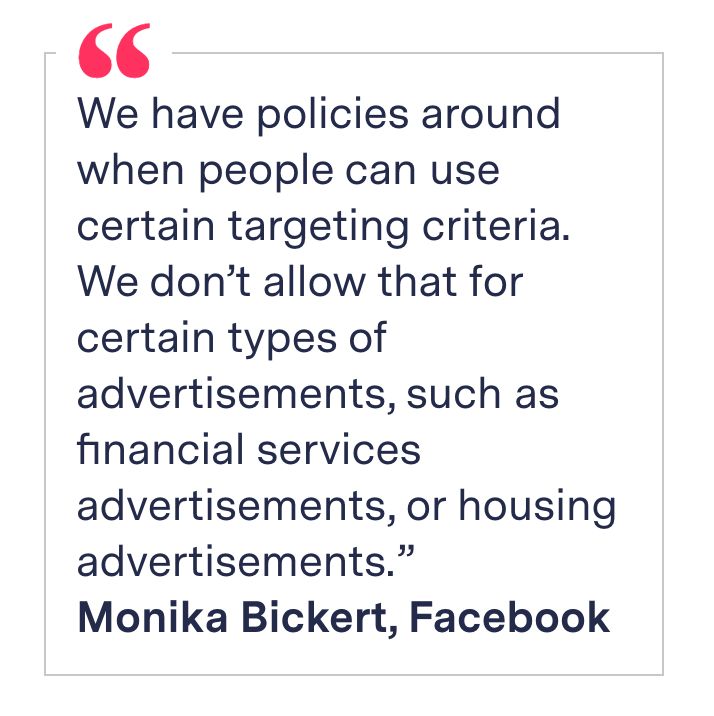 “
We have policies around
when people can use
certain targeting criteria.
We don’t allow that for
certain types of
advertisements, such as
financial services
advertisements, or housing
advertisements.”
Monika Bickert, Facebook